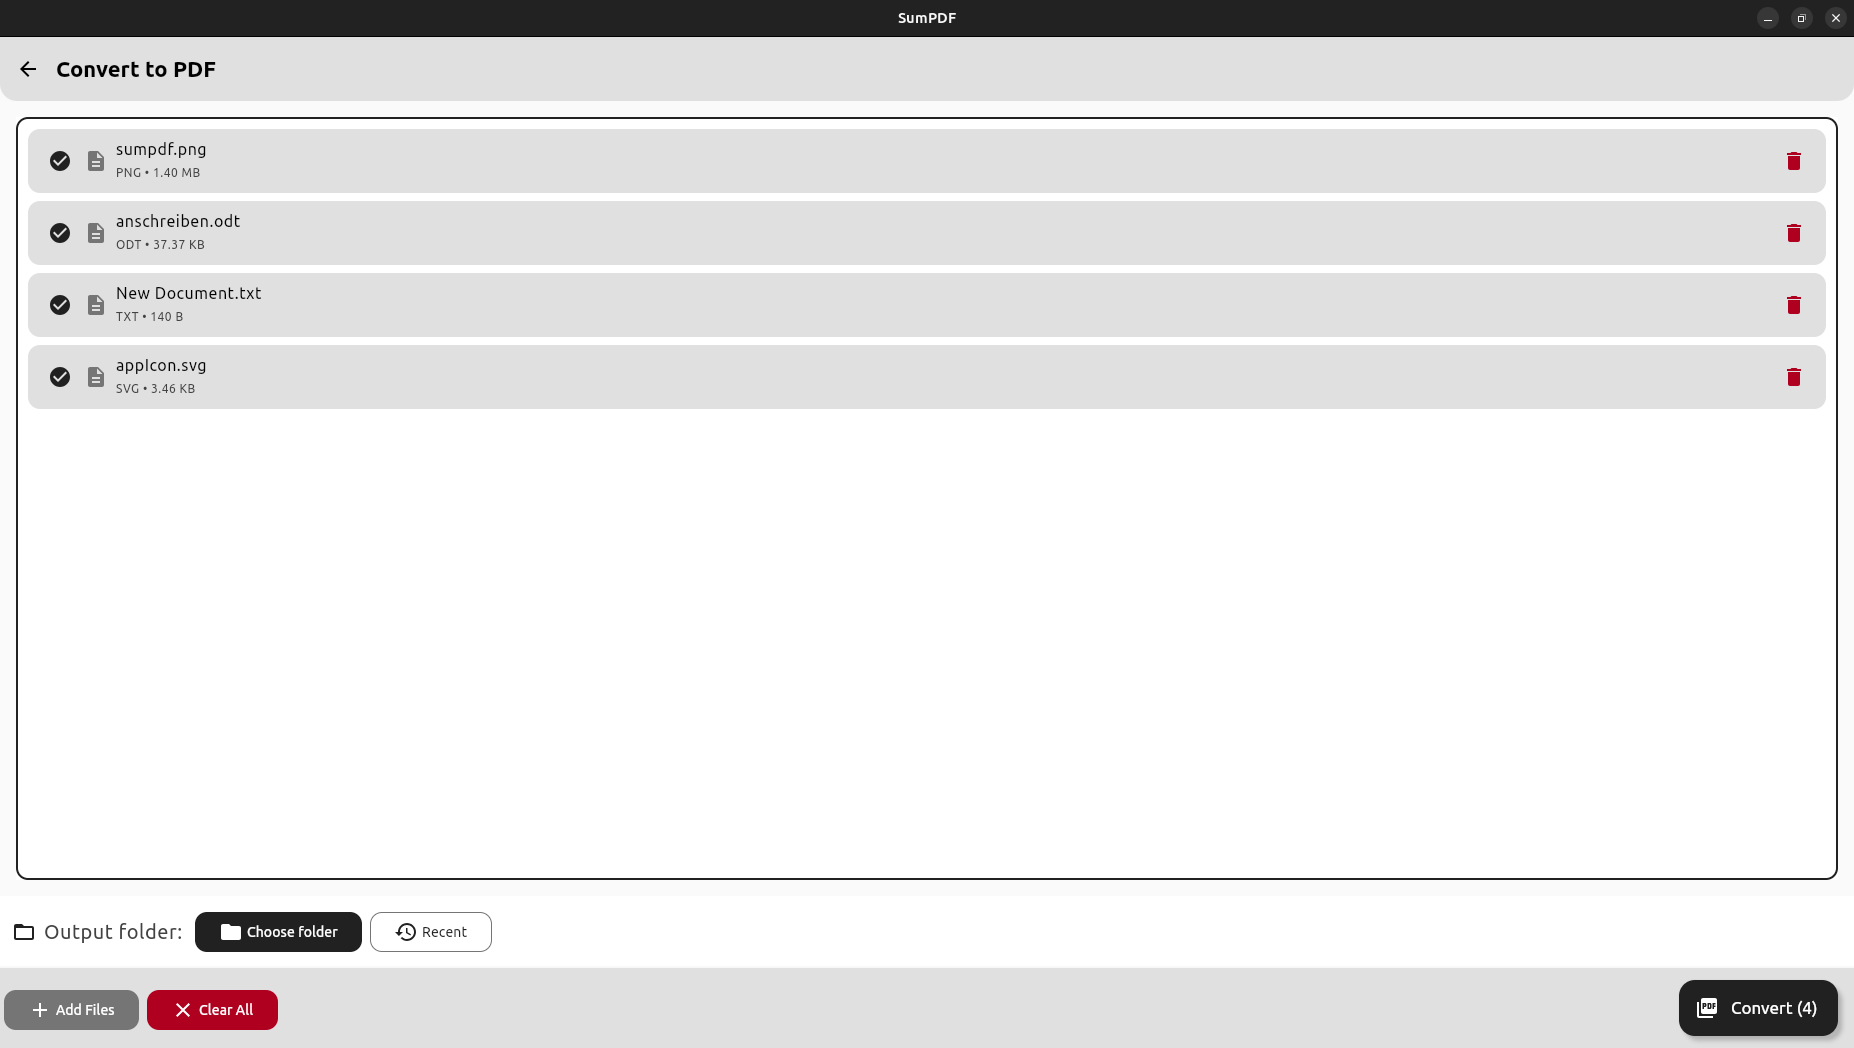 SumPDF
Convert to PDF
sumpdf.png
PNG • 1.40 MB
anschreiben.odt
ODT • 37.37 KB
New Document.txt
TXT • 140 B
appIcon.svg
SVG • 3.46 KB
Output folder: Choose folder Recent
Add Files Clear All
PDF Convert (4)